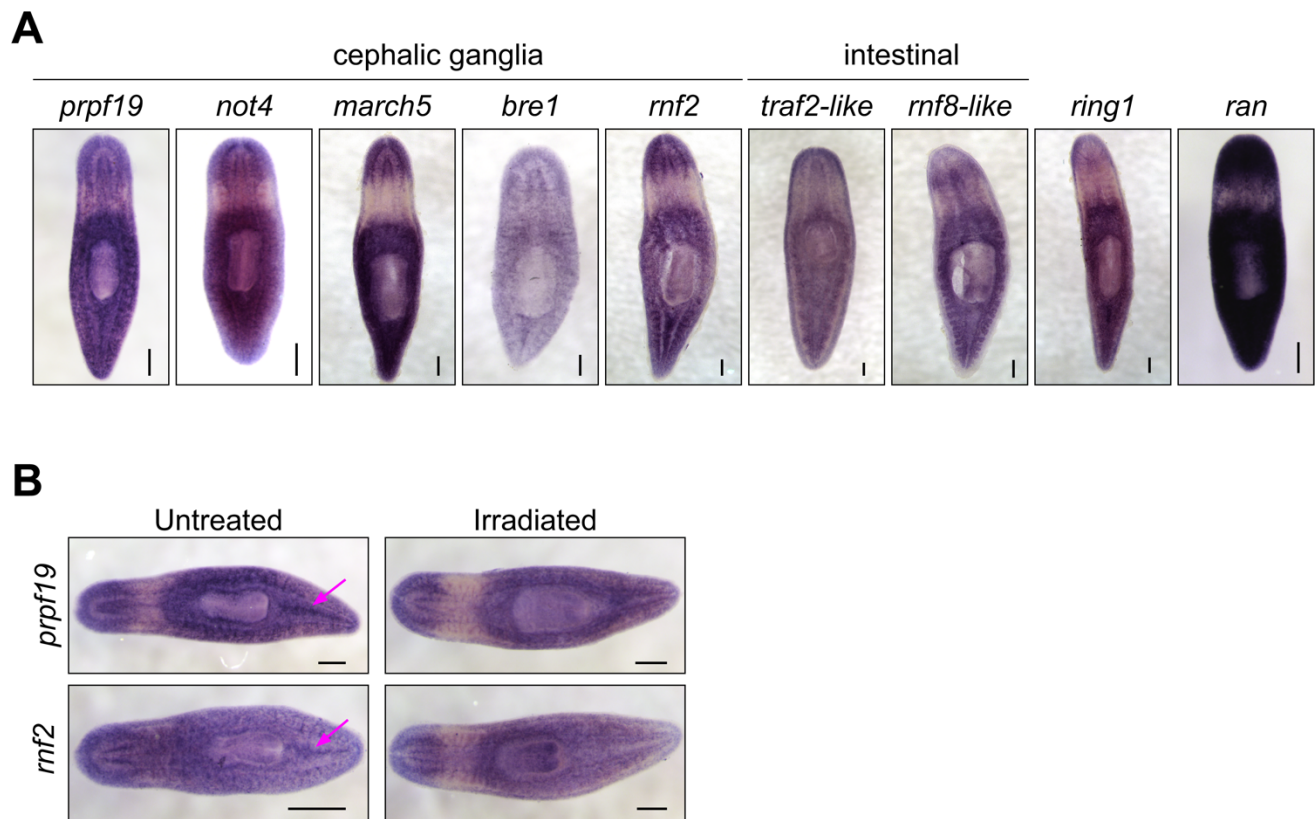 A
cephalic ganglia intestinal
prpf19 not4 march5 bre1 rnf2 traf2-like rnf8-like ring1 ran
B
Untreated Irradiated
prpf19
rnf2